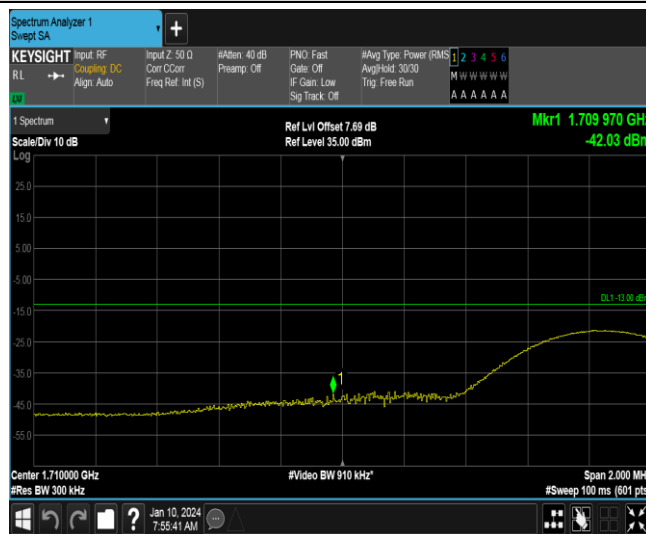 Spectrum Analyzer 1
Swept SA
KEYSIGHT Input: RF Input Z: 50 Ω #Atten: 40 dB PNO: Fast #Avg Type: Power (RMS 1 2 3 4 5 6
RL Coupling: DC Corr CCorr Preamp: Off Gate: Off Avg|Hold: 30/30 M W W W W W
Align: Auto Freq Ref: Int (S) IF Gain: Low Trig: Free Run
Sig Track: Off A A A A A A
1 Spectrum Ref Lvl Offset 7.69 dB Mkr1 1.709 970 GHz
Scale/Div 10 dB Ref Level 35.00 dBm -42.03 dBm
Log
25.0
15.0
5.00
-5.00
DL1 -13.00 dBm
-15.0
-25.0
-35.0
1
-45.0
-55.0
Center 1.710000 GHz #Video BW 910 kHz* Span 2.000 MH
#Res BW 300 kHz #Sweep 100 ms (601 pts
? Jan 10, 2024
7:55:41 AM